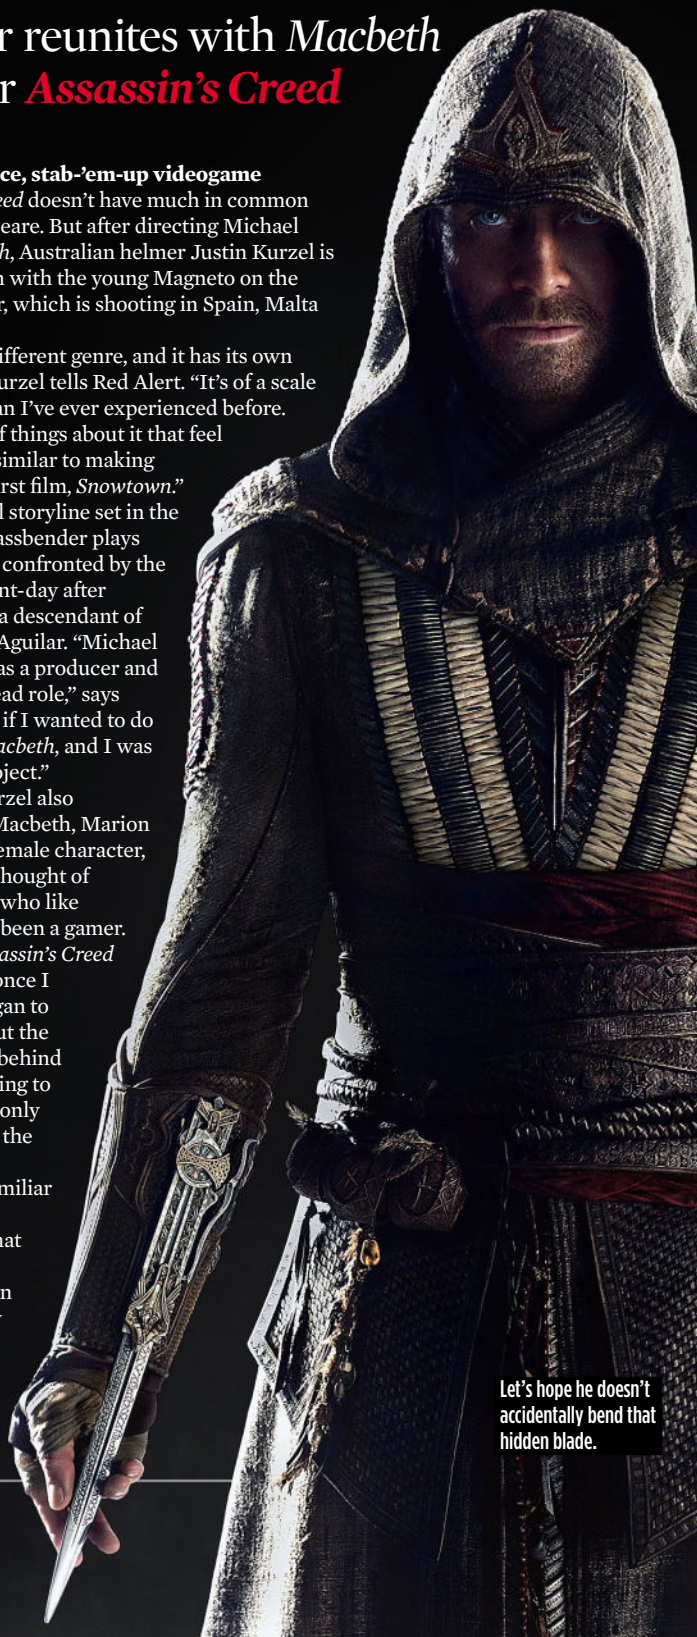 r reunites with Macbeth
r Assassin's Creed
ce, stab-'em-up videogame
eed doesn't have much in common
eare. But after directing Michael
h, Australian helmer Justin Kurzel is
n with the young Magneto on the
r, which is shooting in Spain, Malta
ifferent genre, and it has its own
urzel tells Red Alert. “It's of a scale
an I've ever experienced before.
f things about it that feel
similar to making
irst film, Snowtown.”
l storyline set in the
assbender plays
confronted by the
nt-day after
a descendant of
Aguilar. “Michael
as a producer and
ead role,” says
if I wanted to do
acbeth, and I was
oject.”
rzel also
Macbeth, Marion
emale character,
hought of
who like
been a gamer.
assin's Creed
once I
gan to
ut the
behind
ing to
only
the
miliar
hat
n
Let's hope he doesn't
accidentally bend that
hidden blade.